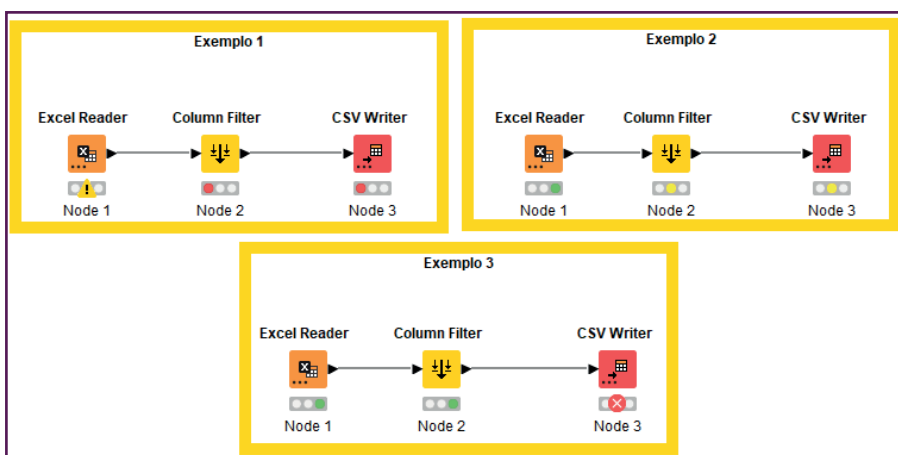 Exemplo 1
Excel Reader Column Filter CSV Writer
Node 1 Node 2 Node 3
Exemplo 2
Excel Reader Column Filter CSV Writer
Node 1 Node 2 Node 3
Exemplo 3
Excel Reader Column Filter CSV Writer
Node 1 Node 2 Node 3